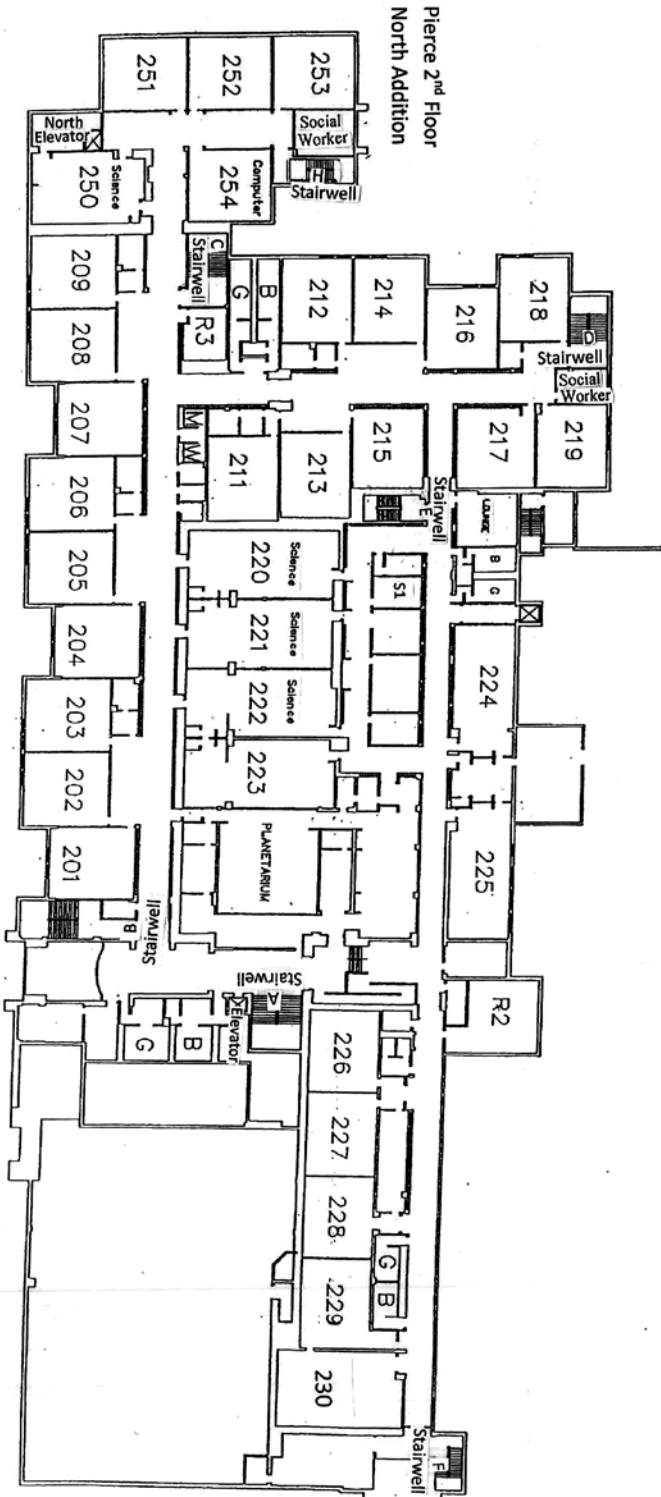 Pierce 2nd Floor
North Addition
253
252
251
Social
Worker
North
Elevator
H
Stairwell
Computer
254
Science
250
C
Stairwell
209
B
G
212
214
216
218
D
Stairwell
R3
208
Social
Worker
207
M
W
211
213
215
217
219
Stairwell
E
206
LOUNGE
B
G
205
Science
220
S1
Science
221
204
224
Science
222
203
223
202
225
PLANETARIUM
201
B
Stairwell
Stairwell
A
R2
Elevator
G
B
226
227
228
G
B
229
230
Stairwell
F